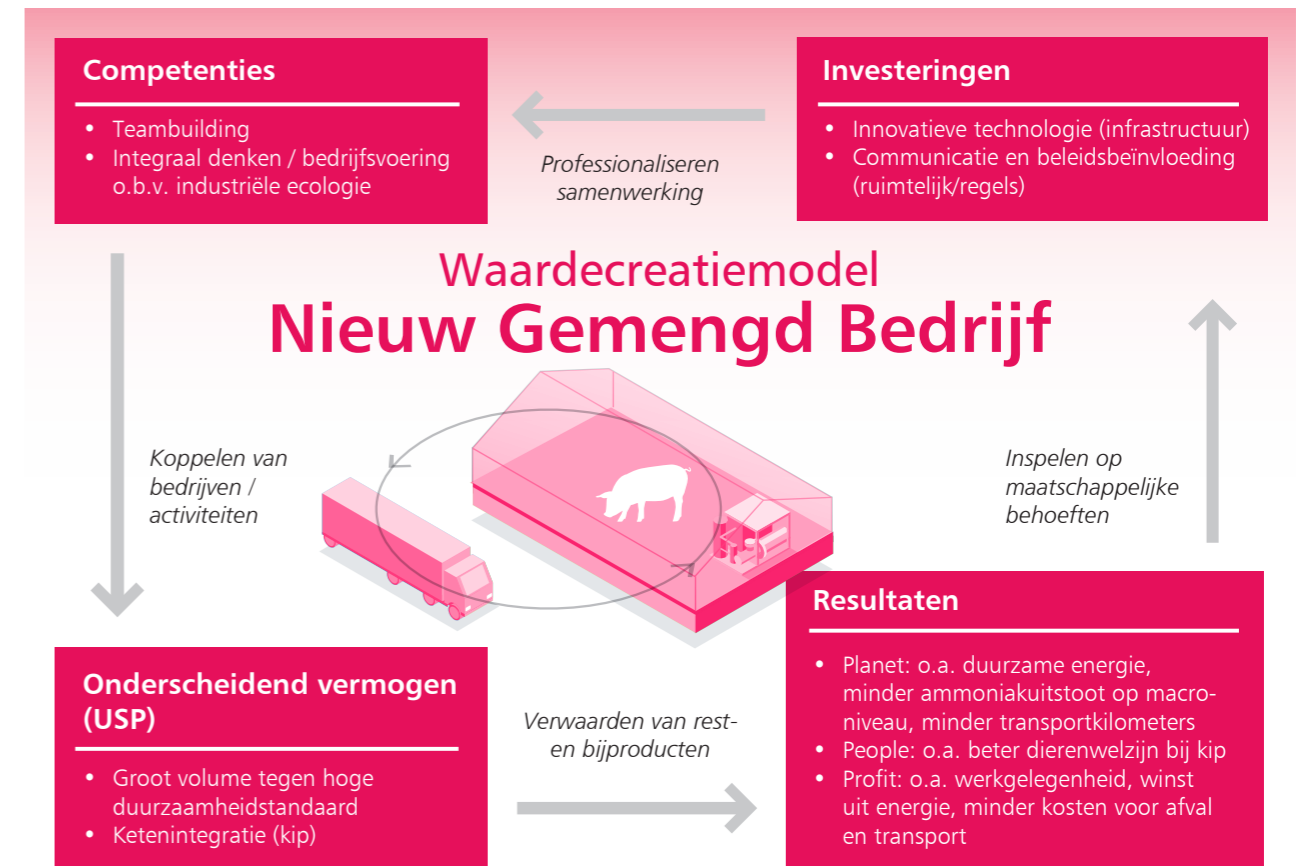 Competenties
• Teambuilding
• Integraal denken / bedrijfsvoering
o.b.v. industriële ecologie
Professionaliseren
samenwerking
Investeringen
• Innovatieve technologie (infrastructuur)
• Communicatie en beleidsbeïnvloeding
(ruimtelijk/regels)
Waardecreatiemodel
Nieuw Gemengd Bedrijf
Koppelen van
bedrijven /
activiteiten
Inspelen op
maatschappelijke
behoeften
Onderscheidend vermogen
(USP)
• Groot volume tegen hoge
duurzaamheidstandaard
• Ketenintegratie (kip)
Verwaarden van rest-
en bijproducten
Resultaten
• Planet: o.a. duurzame energie,
minder ammoniakuitstoot op macro-
niveau, minder transportkilometers
• People: o.a. beter dierenwelzijn bij kip
• Profit: o.a. werkgelegenheid, winst
uit energie, minder kosten voor afval
en transport